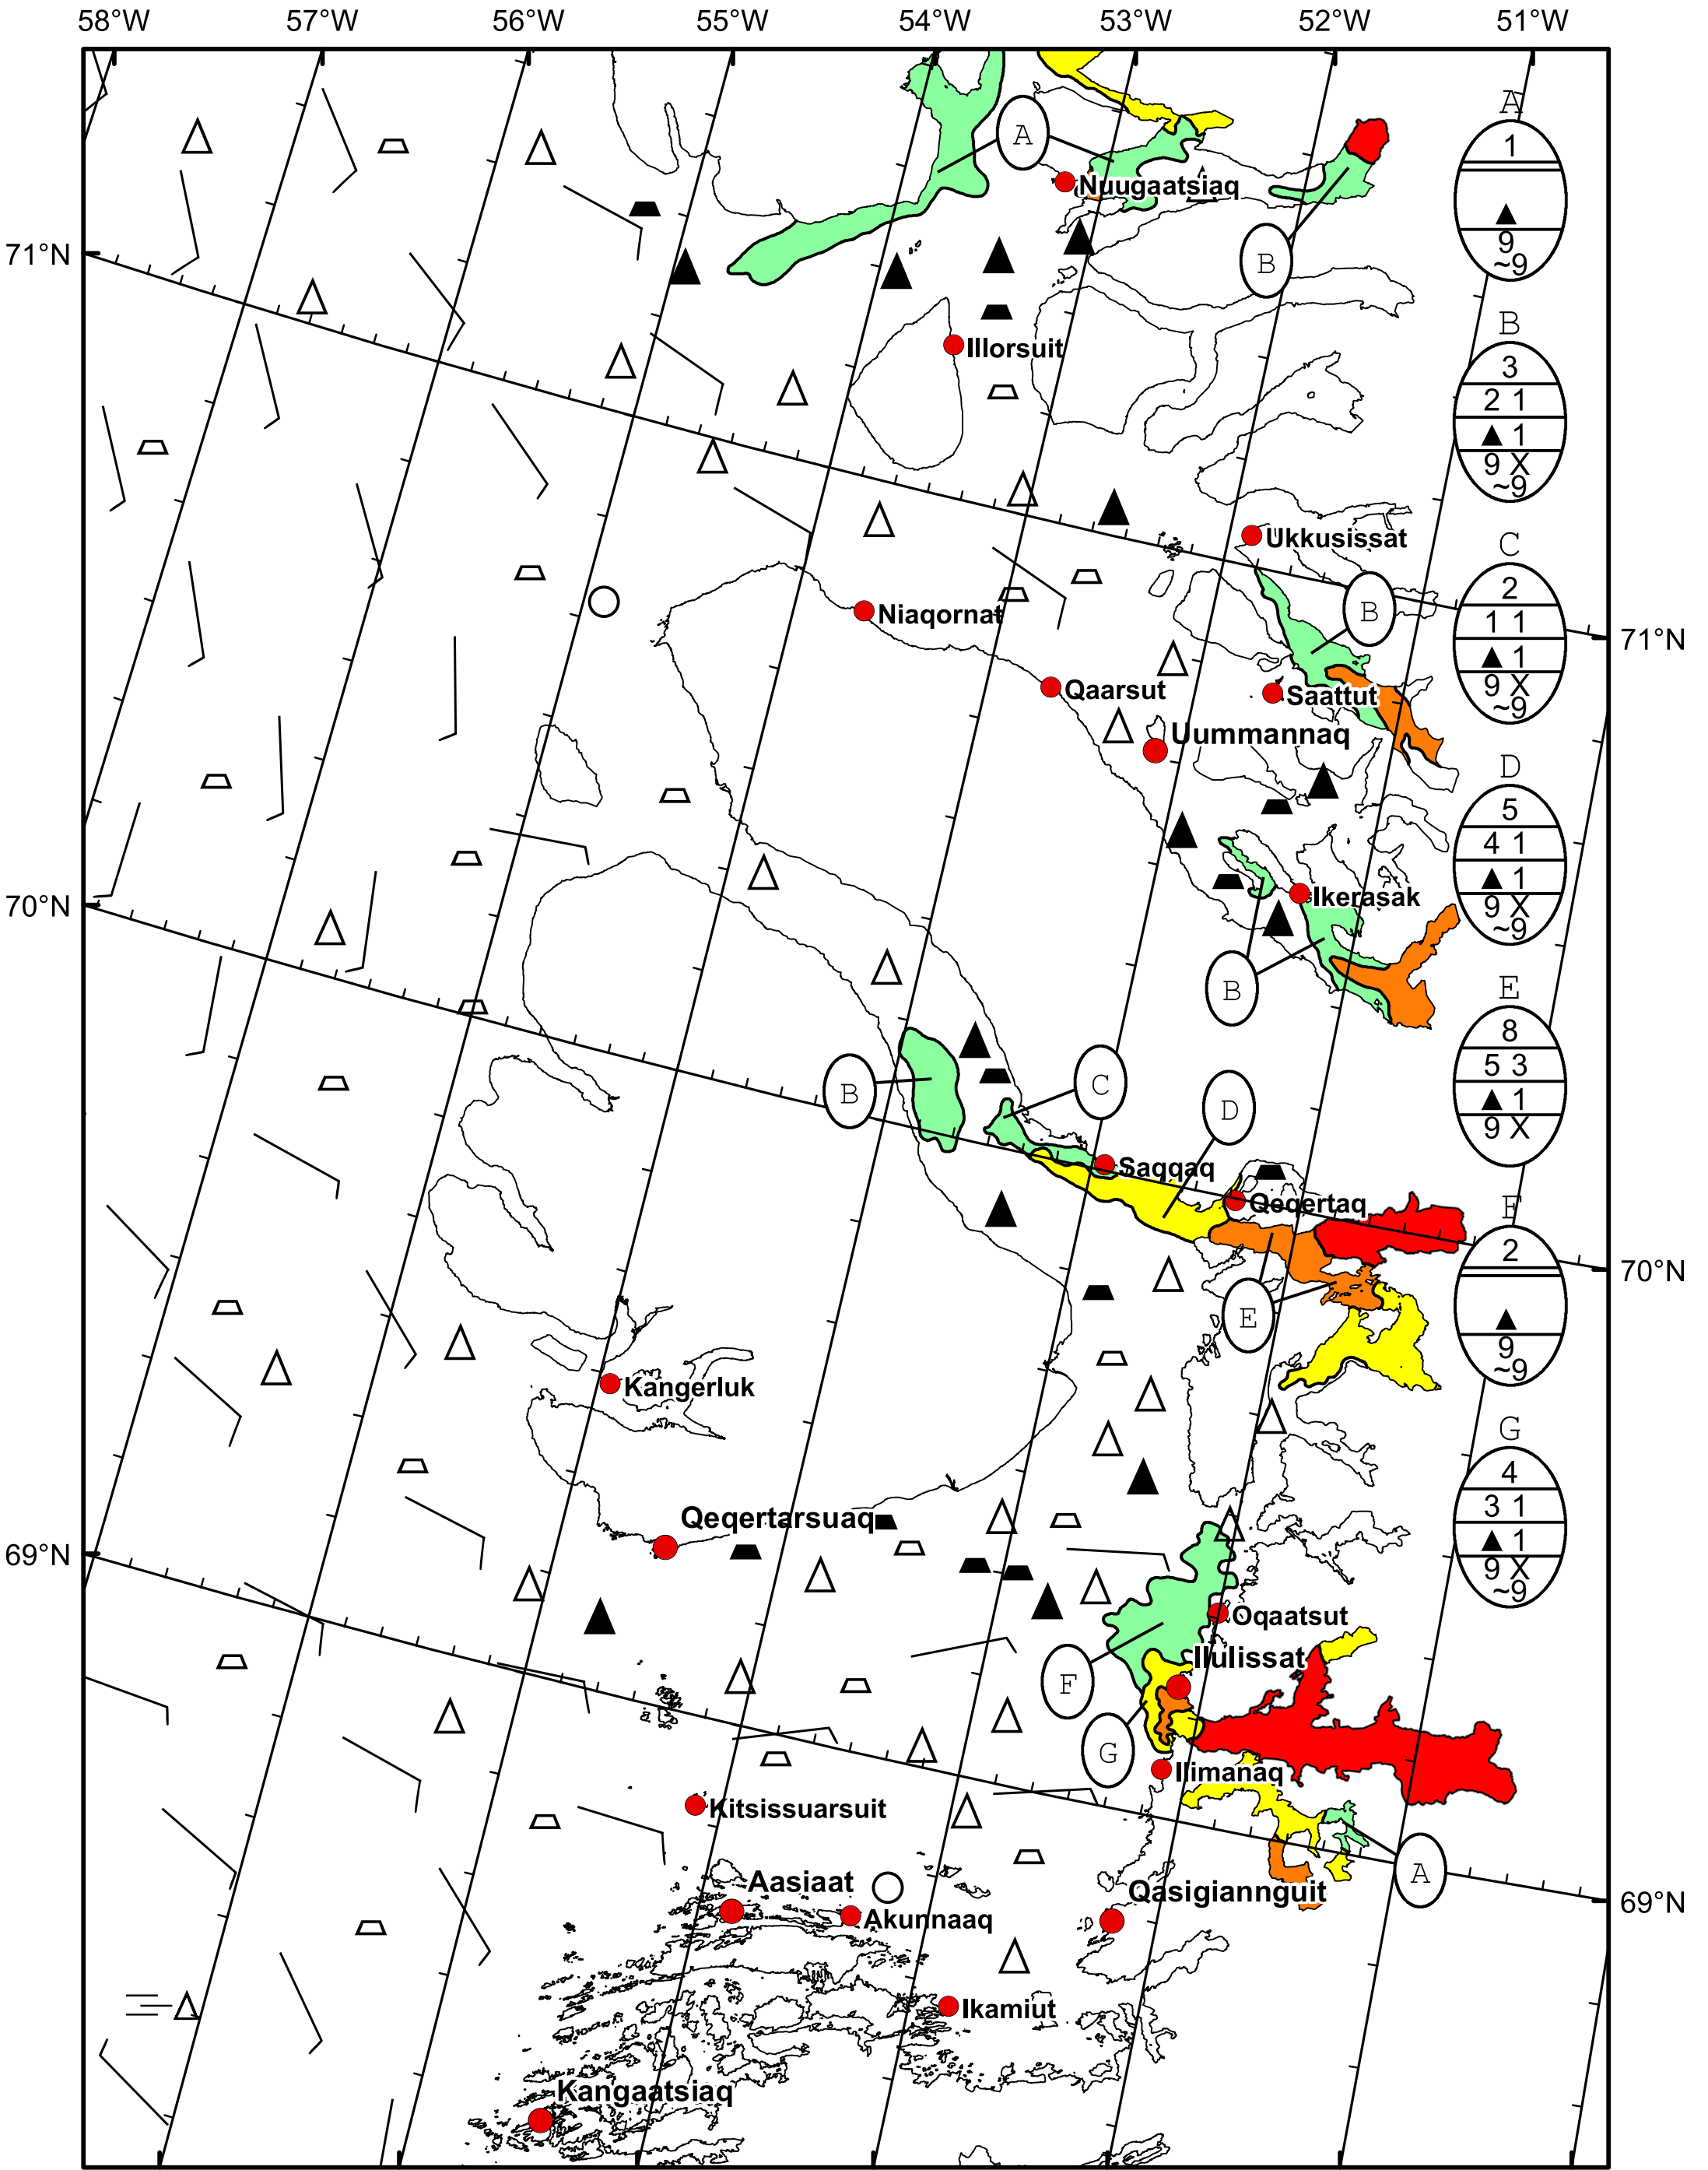 58°W 57°W 56°W 55°W 54°W 53°W 52°W 51°W
A
1
9
~9
A
Nuugaatsiaq
71°N
B
B
3
2 1
1
9 X
~9
Illorsuit
Ukkusissat
C
2
1 1
1
9 X
~9
B
Niaqornat
71°N
Qaarsut
Saattut
Uummannaq
D
5
4 1
1
9 X
~9
70°N
Ikerasak
B
E
8
5 3
1
9 X
B
C
D
Saqqaq
Qeqertaq
F
2
9
~9
70°N
E
Kangerluk
G
4
3 1
1
9 X
~9
Qeqertarsuaq
69°N
Oqaatsut
Ilulissat
F
G
Ilimanaq
Kitsissuarsuit
A
Aasiaat
Qasigiannguit
69°N
Akunnaaq
Ikamiut
Kangaatsiaq